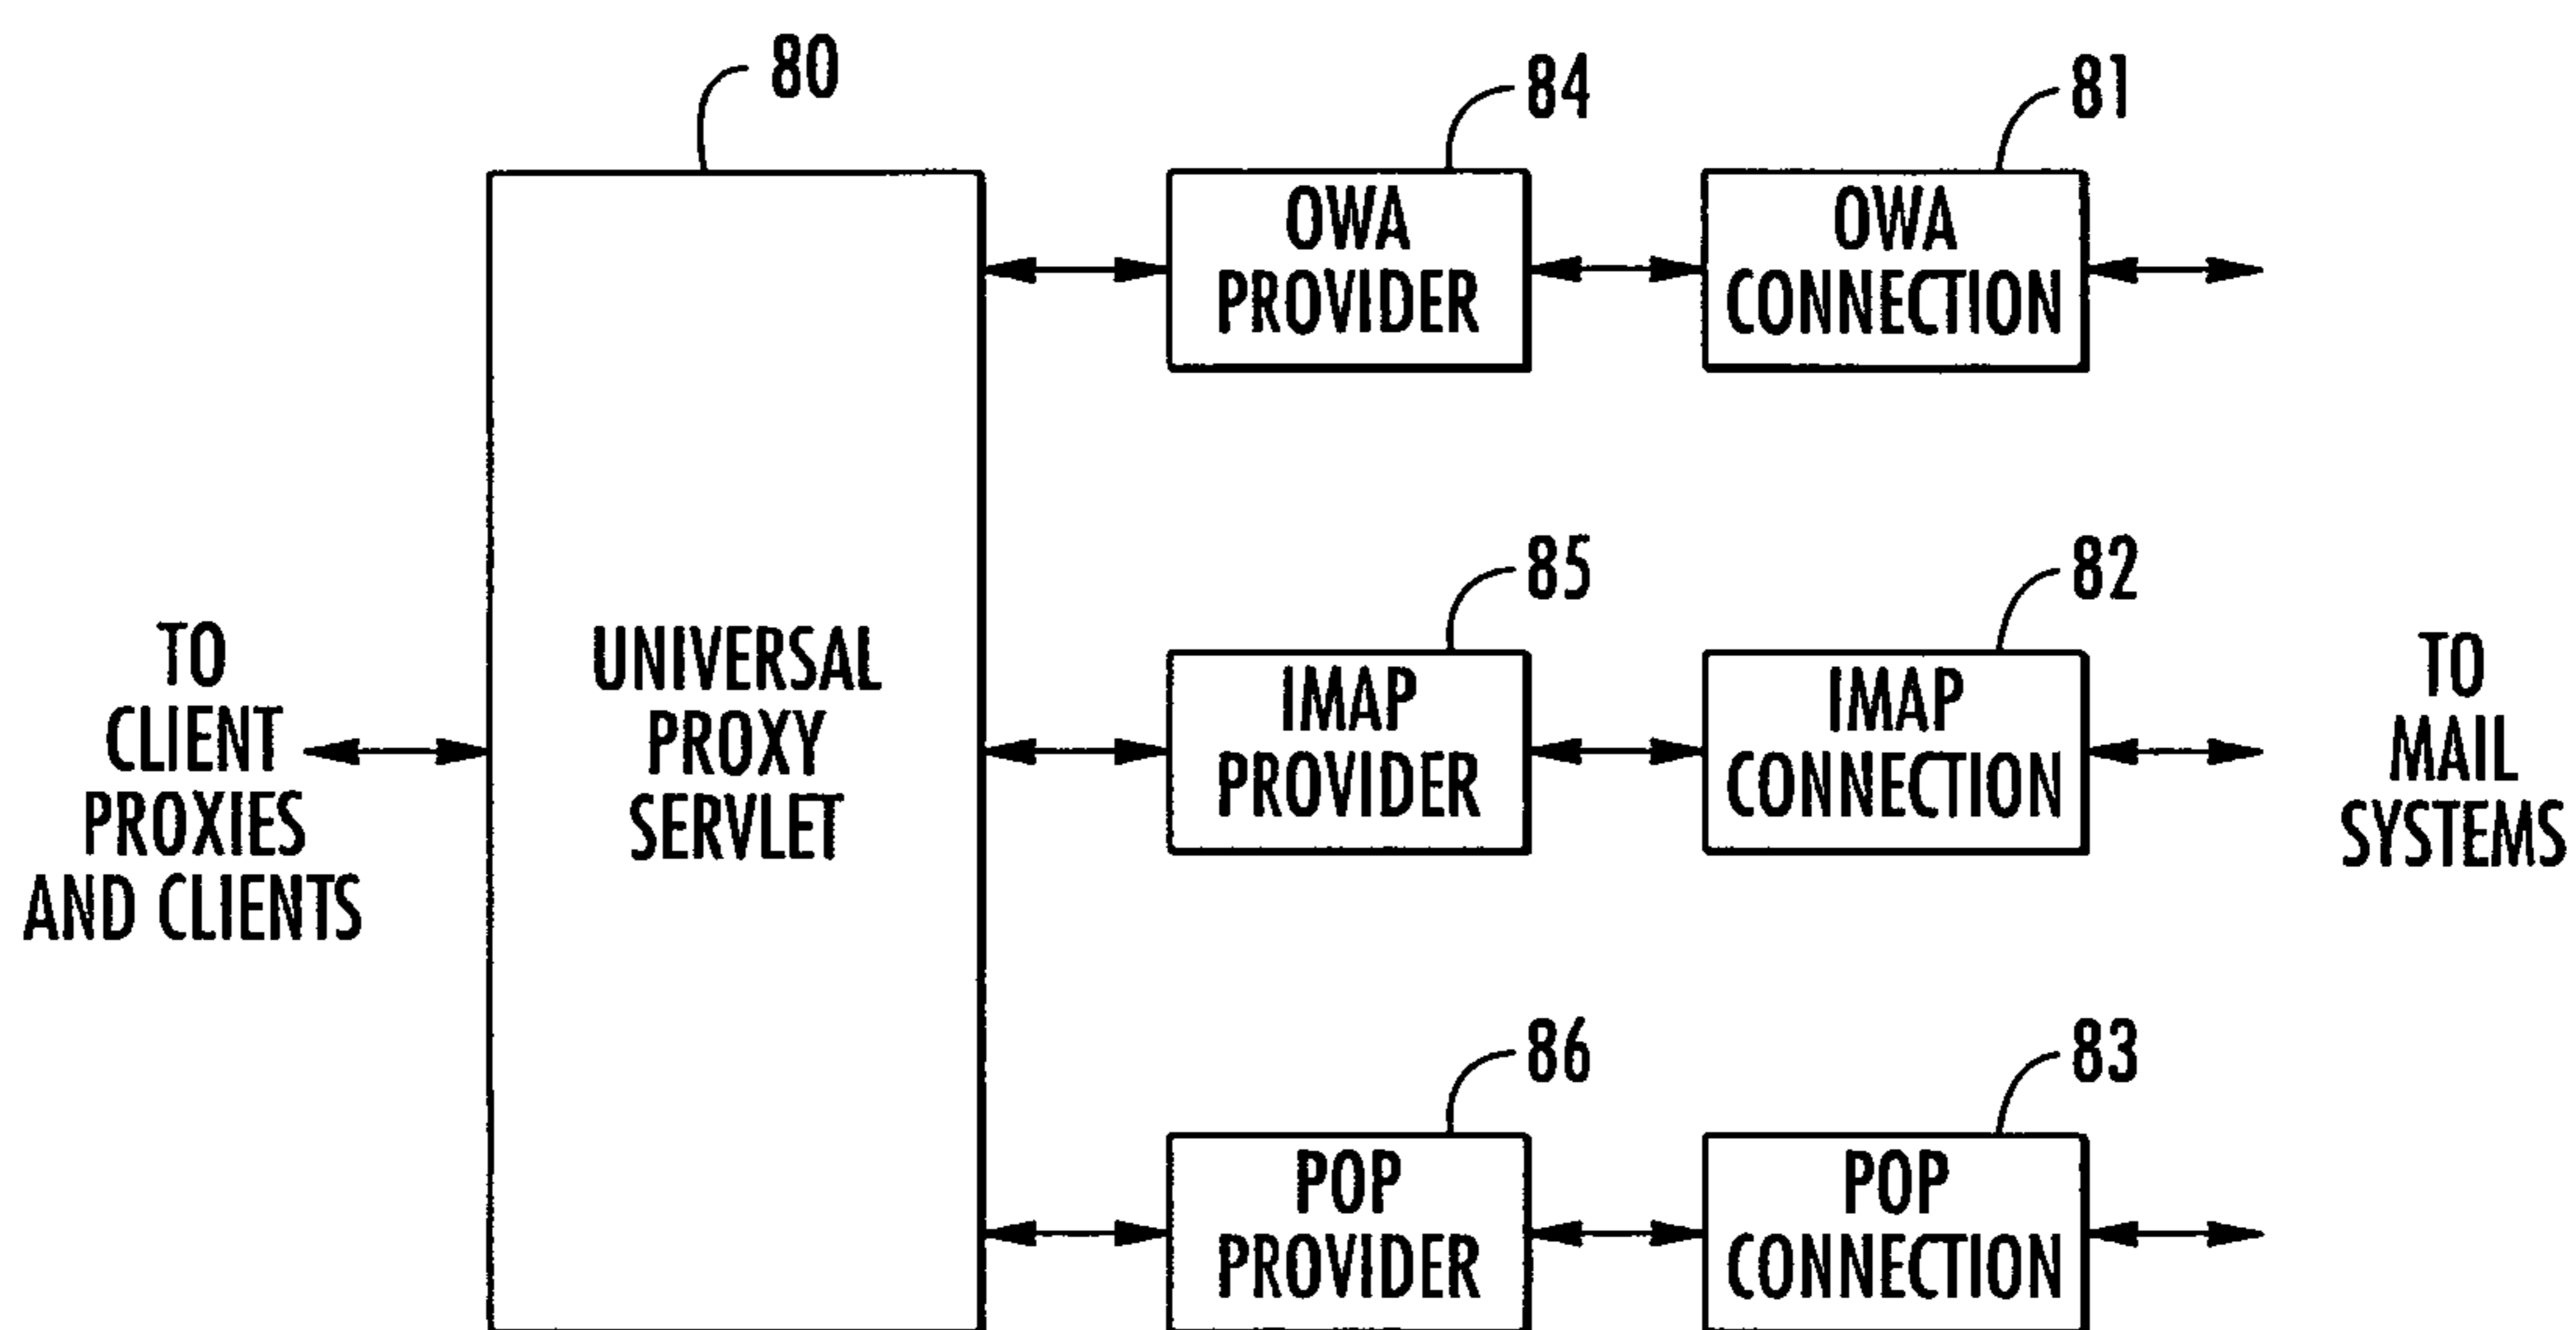 80
84
81
OWA
PROVIDER
OWA
CONNECTION
TO
CLIENT
PROXIES
AND CLIENTS
UNIVERSAL
PROXY
SERVLET
85
82
IMAP
PROVIDER
IMAP
CONNECTION
TO
MAIL
SYSTEMS
86
83
POP
PROVIDER
POP
CONNECTION